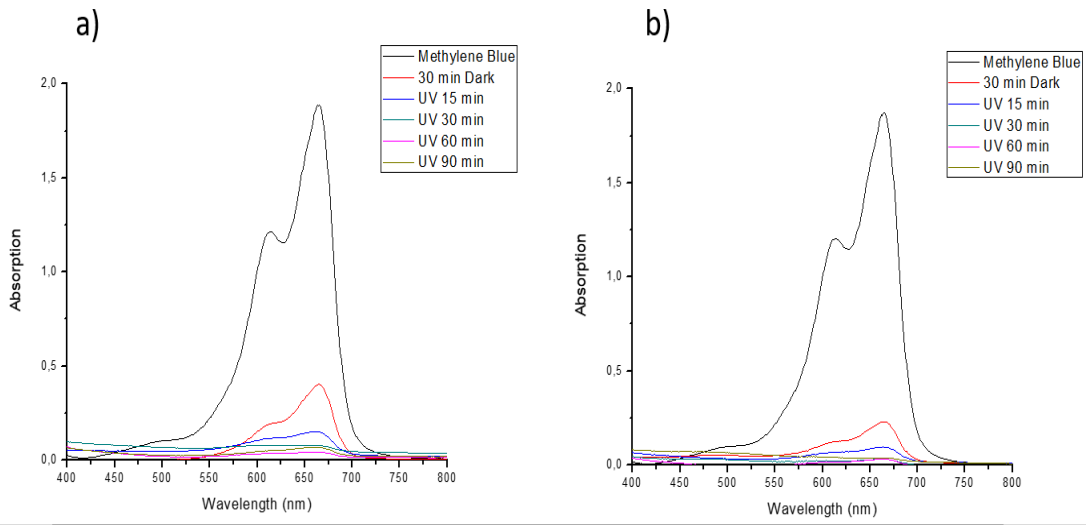 a)
Methylene Blue
30 min Dark
UV 15 min
UV 30 min
UV 60 min
UV 90 min
2,0
1,5
1,0
0,5
0,0
Absorption
400 450 500 550 600 650 700 750 800
Wavelength (nm)
b)
Methylene Blue
30 min Dark
UV 15 min
UV 30 min
UV 60 min
UV 90 min
2,0
1,5
1,0
0,5
0,0
Absorption
400 450 500 550 600 650 700 750 800
Wavelength (nm)